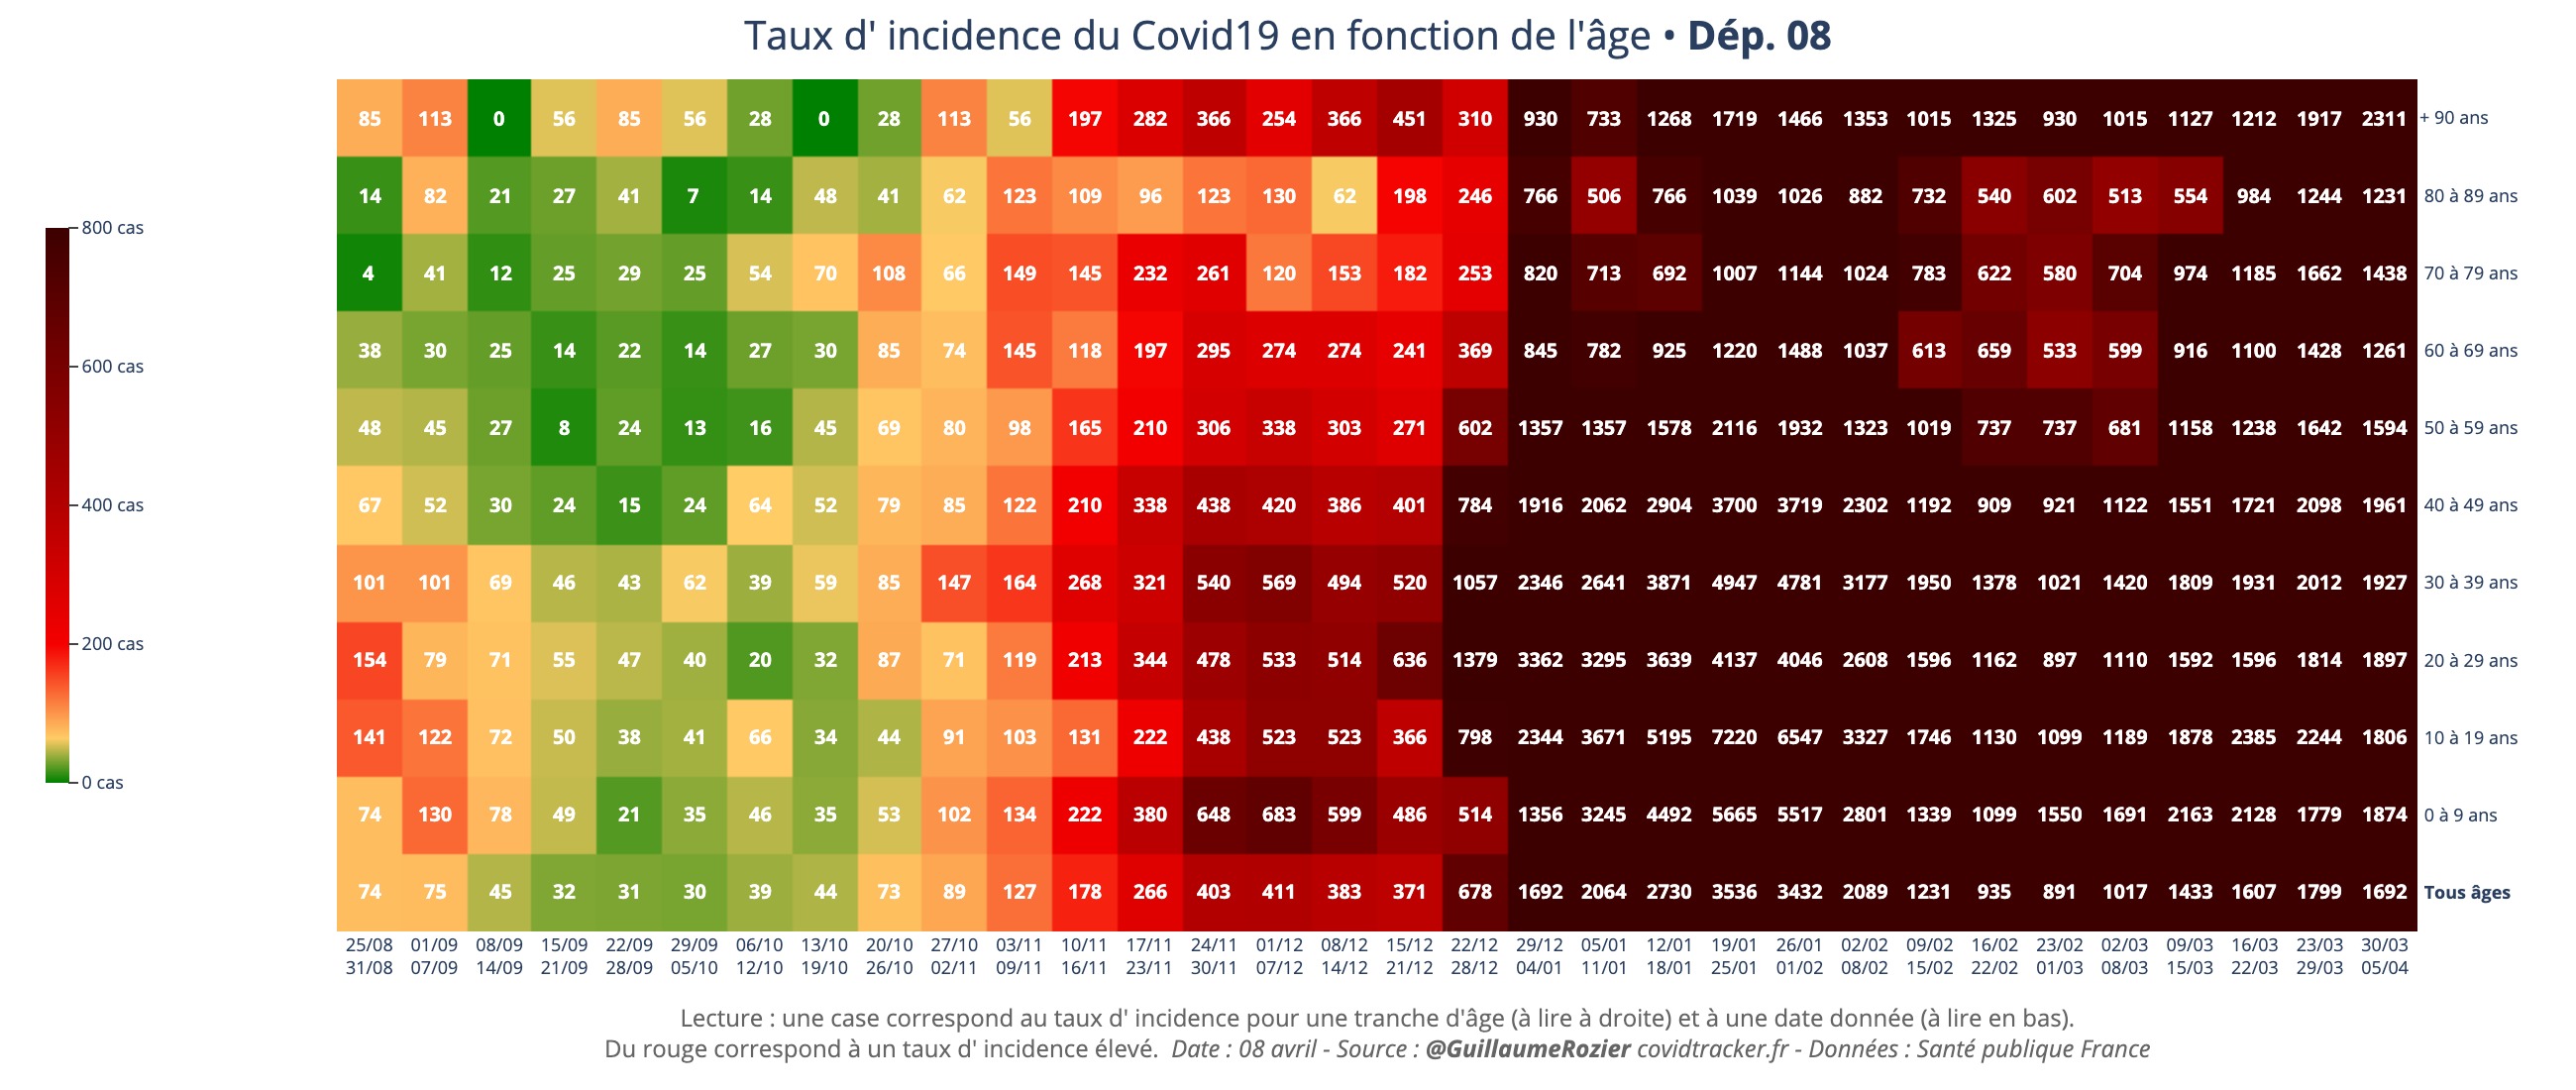 Taux d' incidence du Covid19 en fonction de l'âge • Dép. 08
85 113 0 56 85 56 28 0 28 113 56 197 282 366 254 366 451 310 930 733 1268 1719 1466 1353 1015 1325 930 1015 1127 1212 1917 2311 + 90 ans
14 82 21 27 41 7 14 48 41 62 123 109 96 123 130 62 198 246 766 506 766 1039 1026 882 732 540 602 513 554 984 1244 1231 80 à 89 ans
4 41 12 25 29 25 54 70 108 66 149 145 232 261 120 153 182 253 820 713 692 1007 1144 1024 783 622 580 704 974 1185 1662 1438 70 à 79 ans
38 30 25 14 22 14 27 30 85 74 145 118 197 295 274 274 241 369 845 782 925 1220 1488 1037 613 659 533 599 916 1100 1428 1261 60 à 69 ans
48 45 27 8 24 13 16 45 69 80 98 165 210 306 338 303 271 602 1357 1357 1578 2116 1932 1323 1019 737 737 681 1158 1238 1642 1594 50 à 59 ans
67 52 30 24 15 24 64 52 79 85 122 210 338 438 420 386 401 784 1916 2062 2904 3700 3719 2302 1192 909 921 1122 1551 1721 2098 1961 40 à 49 ans
101 101 69 46 43 62 39 59 85 147 164 268 321 540 569 494 520 1057 2346 2641 3871 4947 4781 3177 1950 1378 1021 1420 1809 1931 2012 1927 30 à 39 ans
154 79 71 55 47 40 20 32 87 71 119 213 344 478 533 514 636 1379 3362 3295 3639 4137 4046 2608 1596 1162 897 1110 1592 1596 1814 1897 20 à 29 ans
141 122 72 50 38 41 66 34 44 91 103 131 222 438 523 523 366 798 2344 3671 5195 7220 6547 3327 1746 1130 1099 1189 1878 2385 2244 1806 10 à 19 ans
74 130 78 49 21 35 46 35 53 102 134 222 380 648 683 599 486 514 1356 3245 4492 5665 5517 2801 1339 1099 1550 1691 2163 2128 1779 1874 0 à 9 ans
74 75 45 32 31 30 39 44 73 89 127 178 266 403 411 383 371 678 1692 2064 2730 3536 3432 2089 1231 935 891 1017 1433 1607 1799 1692 Tous âges
25/08 01/09 08/09 15/09 22/09 29/09 06/10 13/10 20/10 27/10 03/11 10/11 17/11 24/11 01/12 08/12 15/12 22/12 29/12 05/01 12/01 19/01 26/01 02/02 09/02 16/02 23/02 02/03 09/03 16/03 23/03 30/03
31/08 07/09 14/09 21/09 28/09 05/10 12/10 19/10 26/10 02/11 09/11 16/11 23/11 30/11 07/12 14/12 21/12 28/12 04/01 11/01 18/01 25/01 01/02 08/02 15/02 22/02 01/03 08/03 15/03 22/03 29/03 05/04
800 cas
600 cas
400 cas
200 cas
0 cas
Lecture : une case correspond au taux d' incidence pour une tranche d'âge (à lire à droite) et à une date donnée (à lire en bas).
Du rouge correspond à un taux d' incidence élevé. Date : 08 avril - Source : @GuillaumeRozier covidtracker.fr - Données : Santé publique France